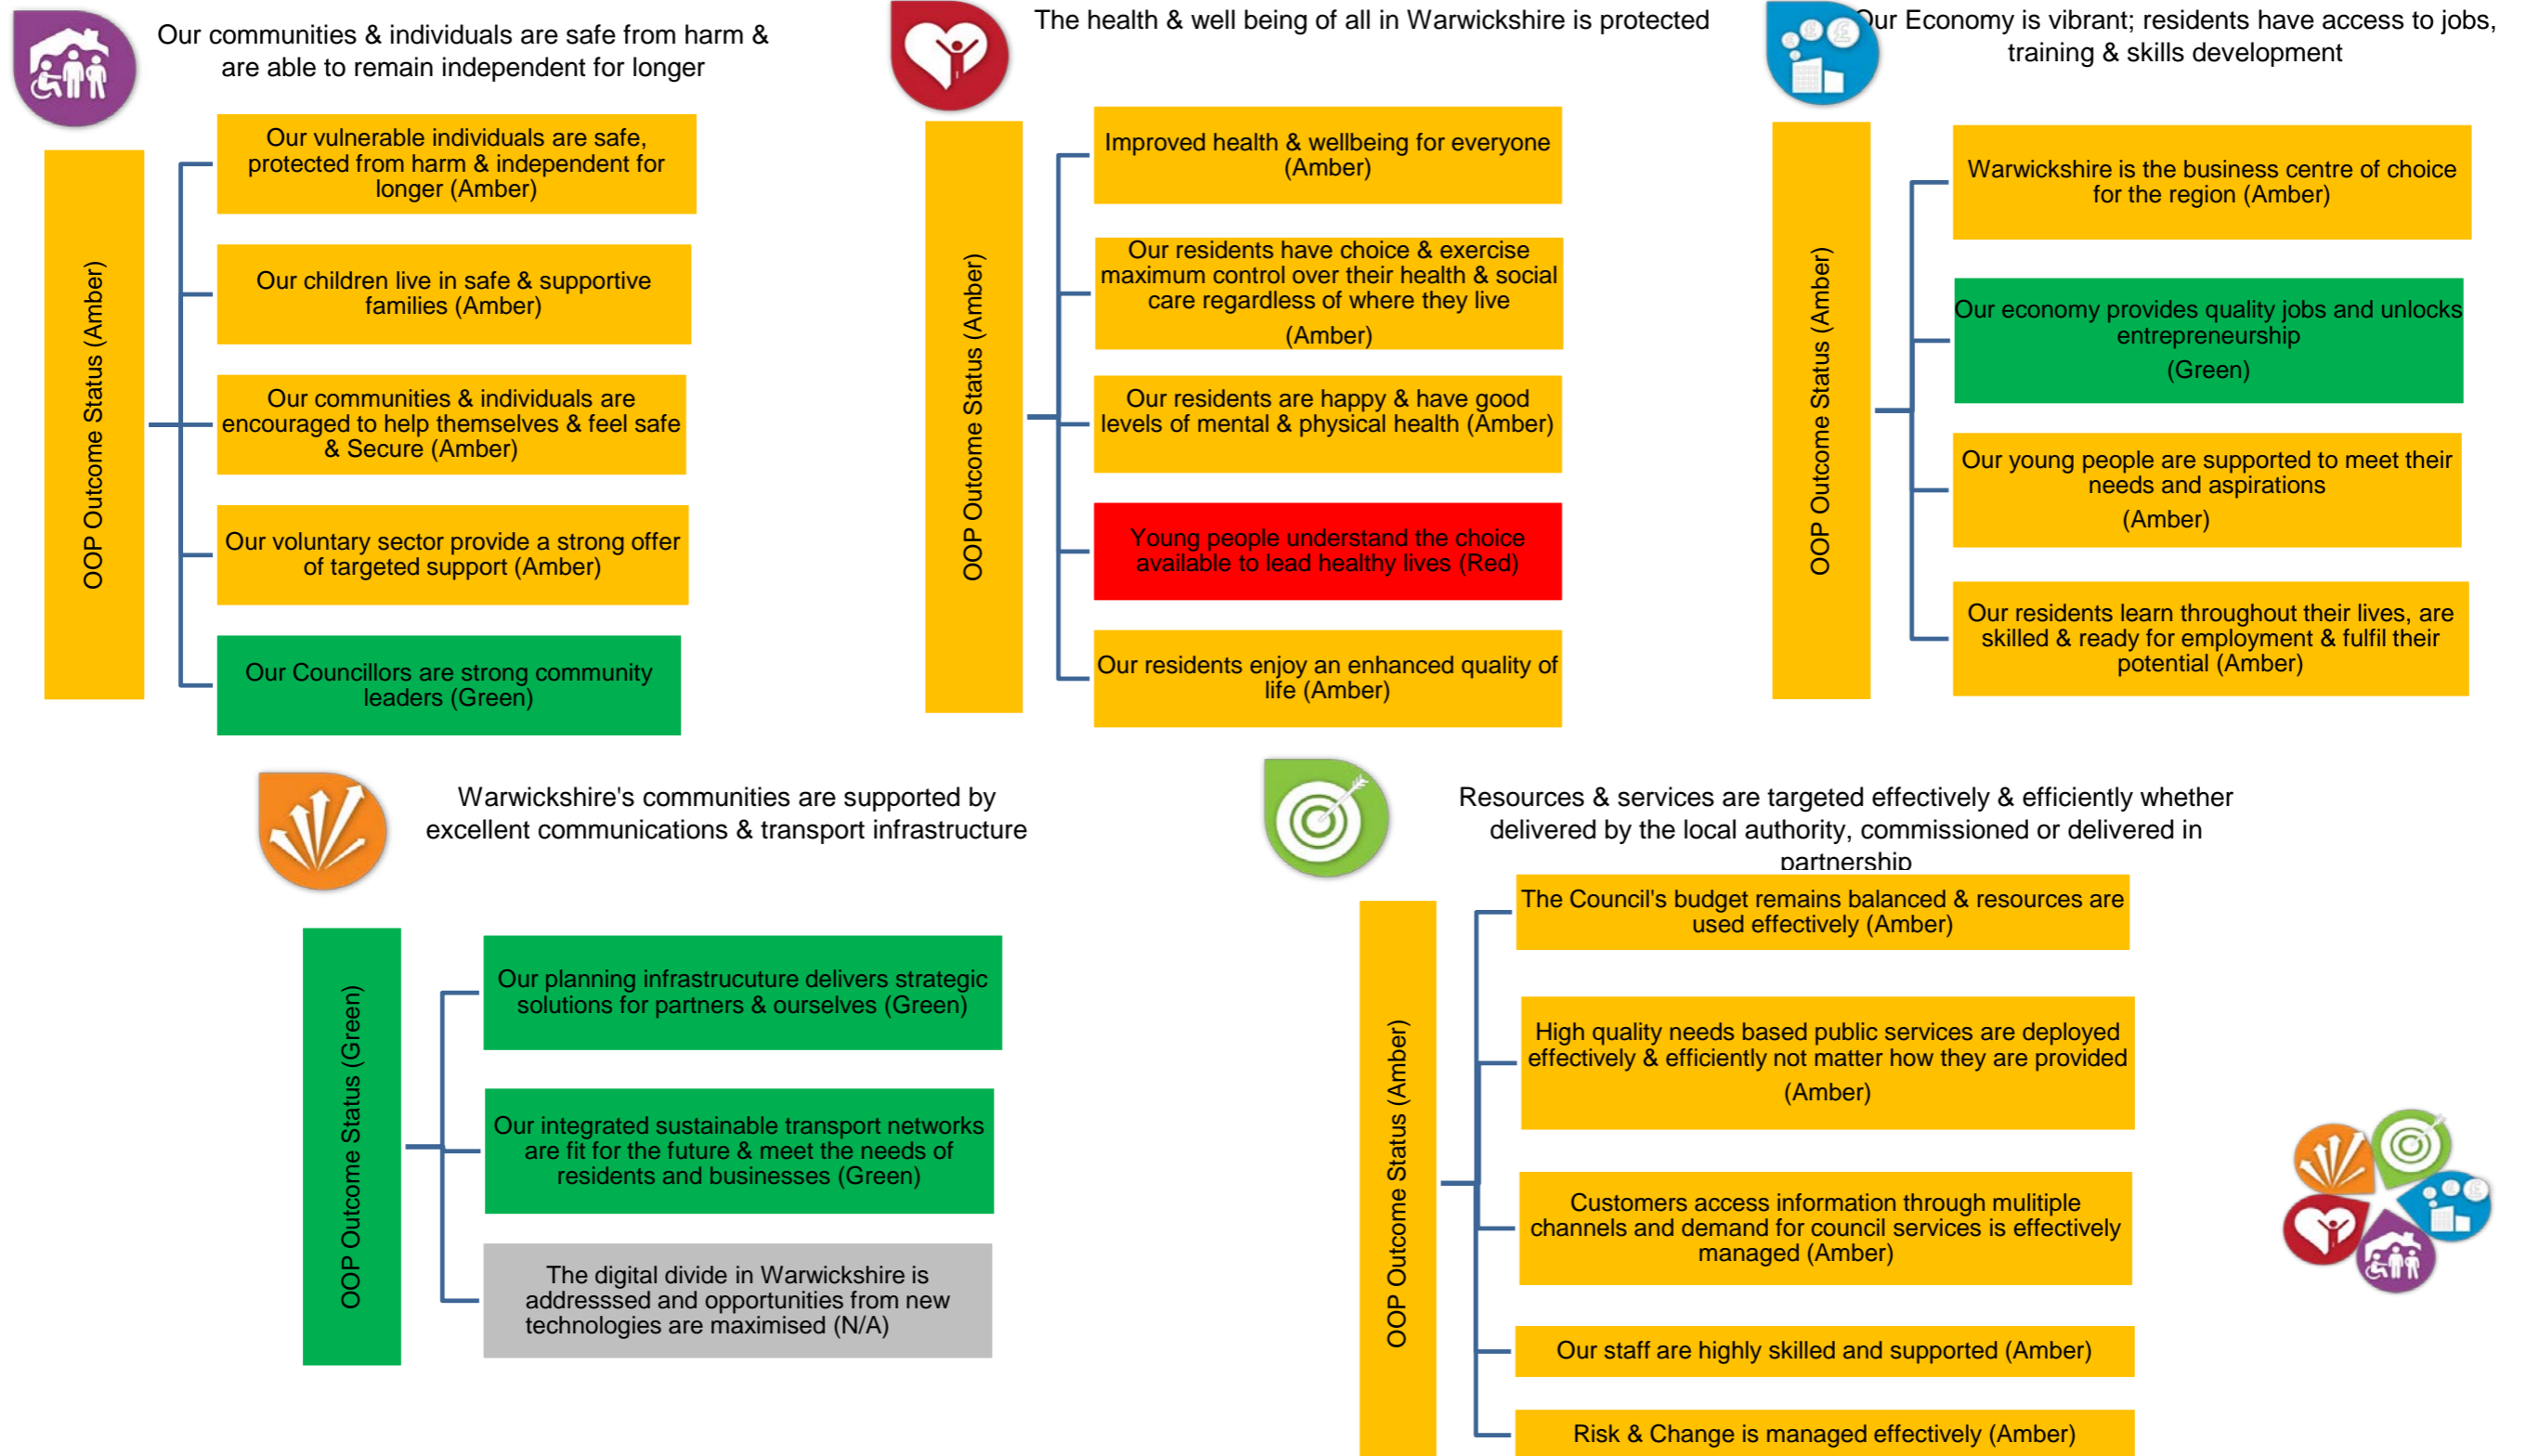 Our communities & individuals are safe from harm &
are able to remain independent for longer
OOP Outcome Status (Amber)
Our vulnerable individuals are safe,
protected from harm & independent for
longer (Amber)
Our children live in safe & supportive
families (Amber)
Our communities & individuals are
encouraged to help themselves & feel safe
& Secure (Amber)
Our voluntary sector provide a strong offer
of targeted support (Amber)
Our Councillors are strong community
leaders (Green)
The health & well being of all in Warwickshire is protected
OOP Outcome Status (Amber)
Improved health & wellbeing for everyone
(Amber)
Our residents have choice & exercise
maximum control over their health & social
care regardless of where they live
(Amber)
Our residents are happy & have good
levels of mental & physical health (Amber)
Young people understand the choice
available to lead healthy lives (Red)
Our residents enjoy an enhanced quality of
life (Amber)
Our Economy is vibrant; residents have access to jobs,
training & skills development
OOP Outcome Status (Amber)
Warwickshire is the business centre of choice
for the region (Amber)
Our economy provides quality jobs and unlocks
entrepreneurship
(Green)
Our young people are supported to meet their
needs and aspirations
(Amber)
Our residents learn throughout their lives, are
skilled & ready for employment & fulfil their
potential (Amber)
Warwickshire's communities are supported by
excellent communications & transport infrastructure
OOP Outcome Status (Green)
Our planning infrastrucuture delivers strategic
solutions for partners & ourselves (Green)
Our integrated sustainable transport networks
are fit for the future & meet the needs of
residents and businesses (Green)
The digital divide in Warwickshire is
addresssed and opportunities from new
technologies are maximised (N/A)
Resources & services are targeted effectively & efficiently whether
delivered by the local authority, commissioned or delivered in
partnership
OOP Outcome Status (Amber)
The Council's budget remains balanced & resources are
used effectively (Amber)
High quality needs based public services are deployed
effectively & efficiently not matter how they are provided
(Amber)
Customers access information through mulitiple
channels and demand for council services is effectively
managed (Amber)
Our staff are highly skilled and supported (Amber)
Risk & Change is managed effectively (Amber)